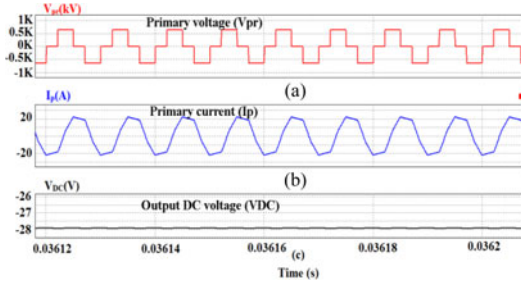 Vpr(kV)
Primary voltage (Vpr)
1K
0.5K
0.0K
-0.5K
-1K
(a)
Ip(A)
Primary current (Ip)
20
-20
(b)
VDC(V)
Output DC voltage (VDC)
-26
-27
-28
0.03612 0.03614 0.03616 0.03618 0.0362
(c)
Time (s)